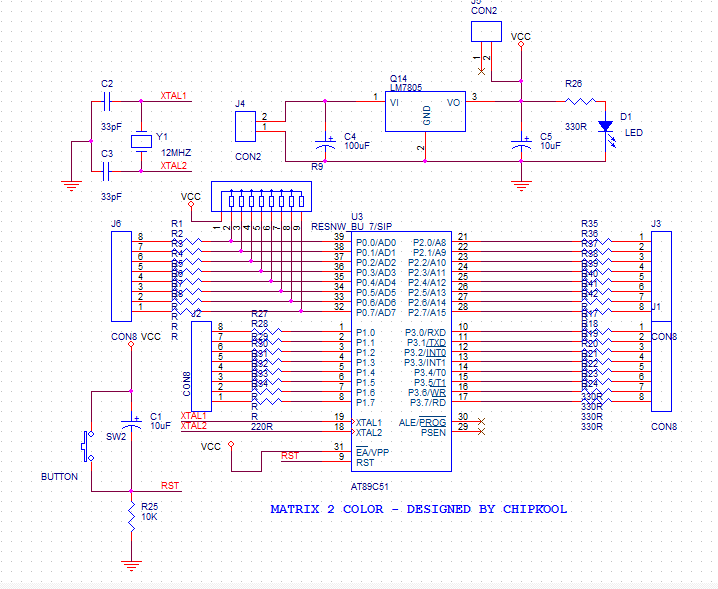 J5
CON2
VCC
1
2
C2
XTAL1
33pF
Y1
12MHZ
C3
XTAL2
33pF
J4
2
1
CON2
C4
100uF
R9
Q14
LM7805
1
VI
VO
3
GND
2
C5
10uF
R26
330R
D1
LED
VCC
1 2 3 4 5 6 7 8 9
RESNW_BU_7/SIP
J6
8
7
6
5
4
3
2
1
CON8
R1
R2
R3
R4
R5
R6
R7
R8
R
R
R
R
U3
39 P0.0/AD0 P2.0/A8 21
38 P0.1/AD1 P2.1/A9 22
37 P0.2/AD2 P2.2/A10 23
36 P0.3/AD3 P2.3/A11 24
35 P0.4/AD4 P2.4/A12 25
34 P0.5/AD5 P2.5/A13 26
33 P0.6/AD6 P2.6/A14 27
32 P0.7/AD7 P2.7/A15 28
1 P1.0 P3.0/RXD 10
2 P1.1 P3.1/TXD 11
3 P1.2 P3.2/INT0 12
4 P1.3 P3.3/INT1 13
5 P1.4 P3.4/T0 14
6 P1.5 P3.5/T1 15
7 P1.6 P3.6/WR 16
8 P1.7 P3.7/RD 17
19 XTAL1 ALE/PROG 30
18 XTAL2 PSEN 29
31 EA/VPP
9 RST
AT89C51
J2
8
7
6
5
4
3
2
1
CON8
R27
R28
R29
R30
R31
R32
R33
R34
R
R
220R
XTAL1
XTAL2
VCC
RST
R35
R36
R37
R38
R39
R40
R41
R42
J3
1
2
3
4
5
6
7
8
CON8
R17
R18
R19
R20
R21
R22
R23
R24
330R
330R
330R
330R
J1
1
2
3
4
5
6
7
8
CON8
VCC
C1
10uF
SW2
BUTTON
RST
R25
10K
MATRIX 2 COLOR - DESIGNED BY CHIPKOOL